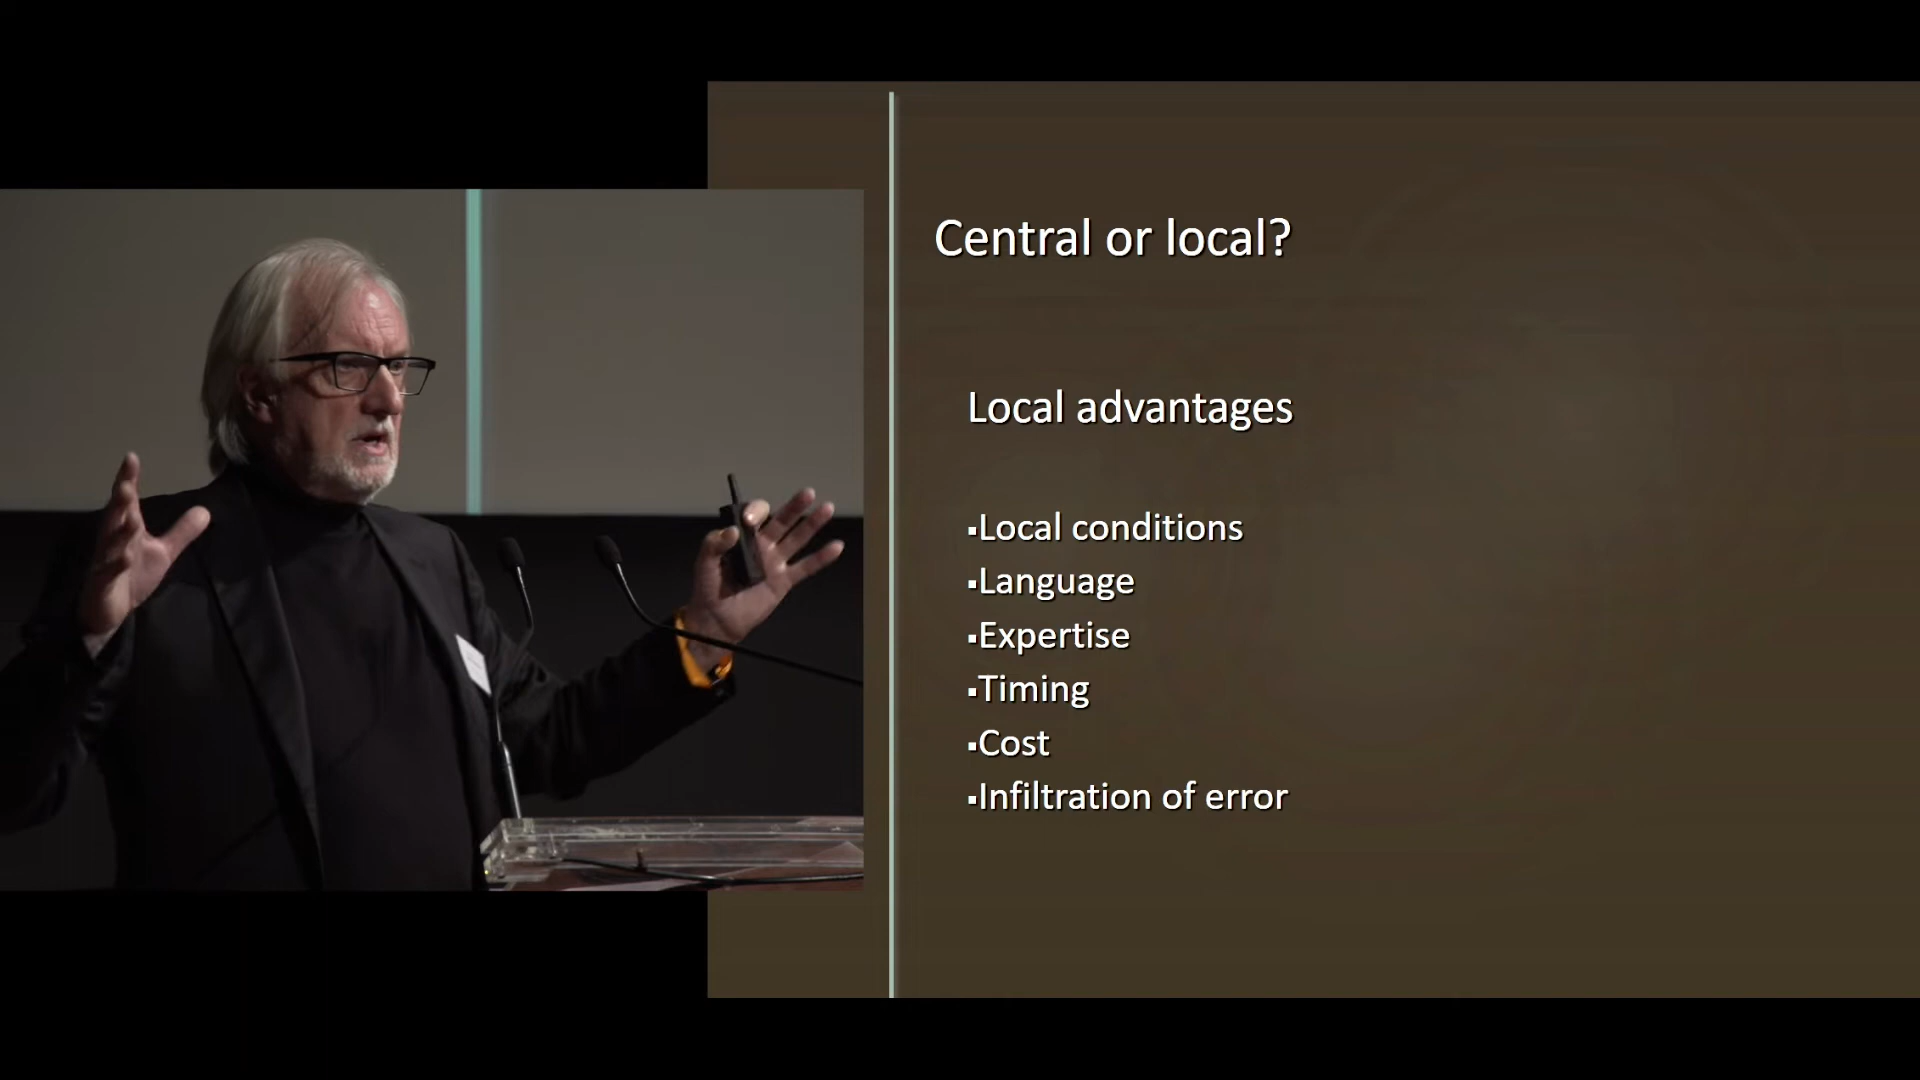 Central or local?
Local advantages
▪Local conditions
▪Language
▪Expertise
▪Timing
▪Cost
▪Infiltration of error